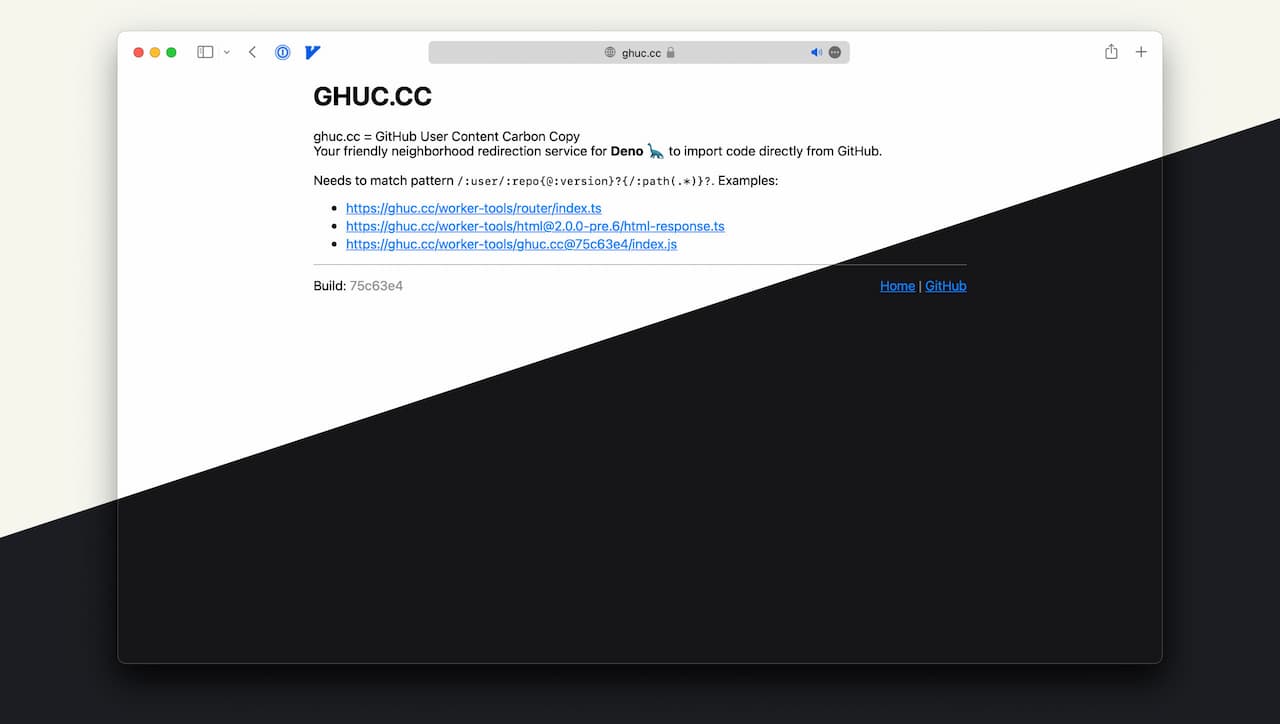 ghuc.cc
GHUC.CC
ghuc.cc = GitHub User Content Carbon Copy
Your friendly neighborhood redirection service for Deno 🦕 to import code directly from GitHub.
Needs to match pattern /:user/:repo{@:version}?{/:path(.*)}?. Examples:
• https://ghuc.cc/worker-tools/router/index.ts
• https://ghuc.cc/worker-tools/html@2.0.0-pre.6/html-response.ts
• https://ghuc.cc/worker-tools/ghuc.cc@75c63e4/index.js
Build: 75c63e4
Home | GitHub